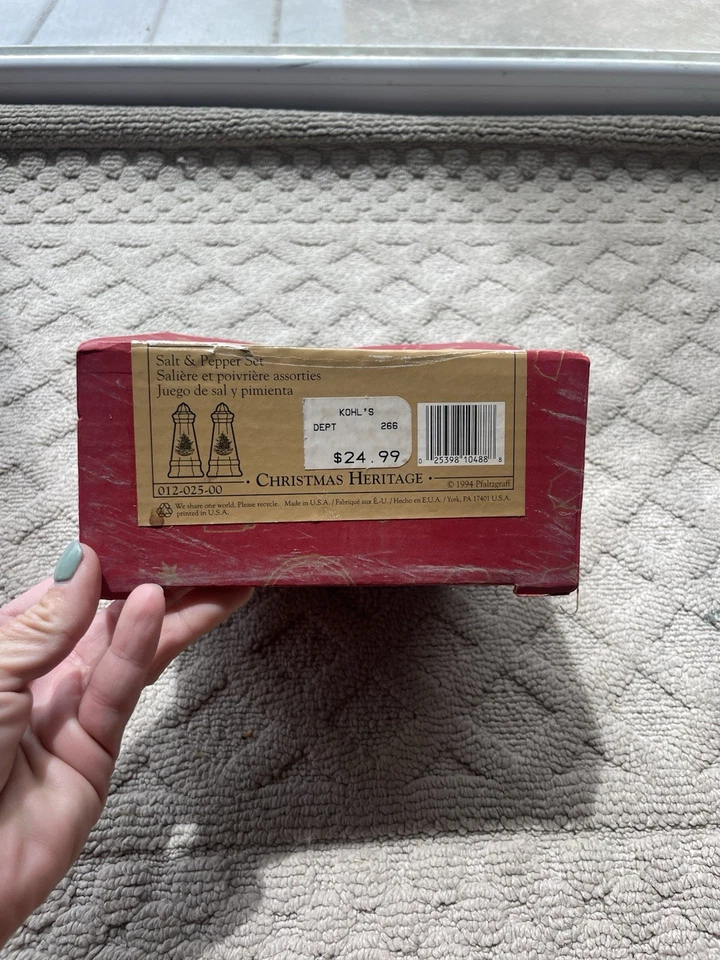 Salt & Pepper Set
Salière et poivrière assorties
Juego de sal y pimienta
KOHL'S
DEPT 266
$24.99
0 25398 10488 8
012-025-00
· CHRISTMAS HERITAGE ·
© 1994 Pfaltzgraff
We share one world. Please recycle. Made in U.S.A. / Fabriqué aux É.-U. / Hecho en E.U.A. / York, PA 17401 U.S.A.
printed in U.S.A.